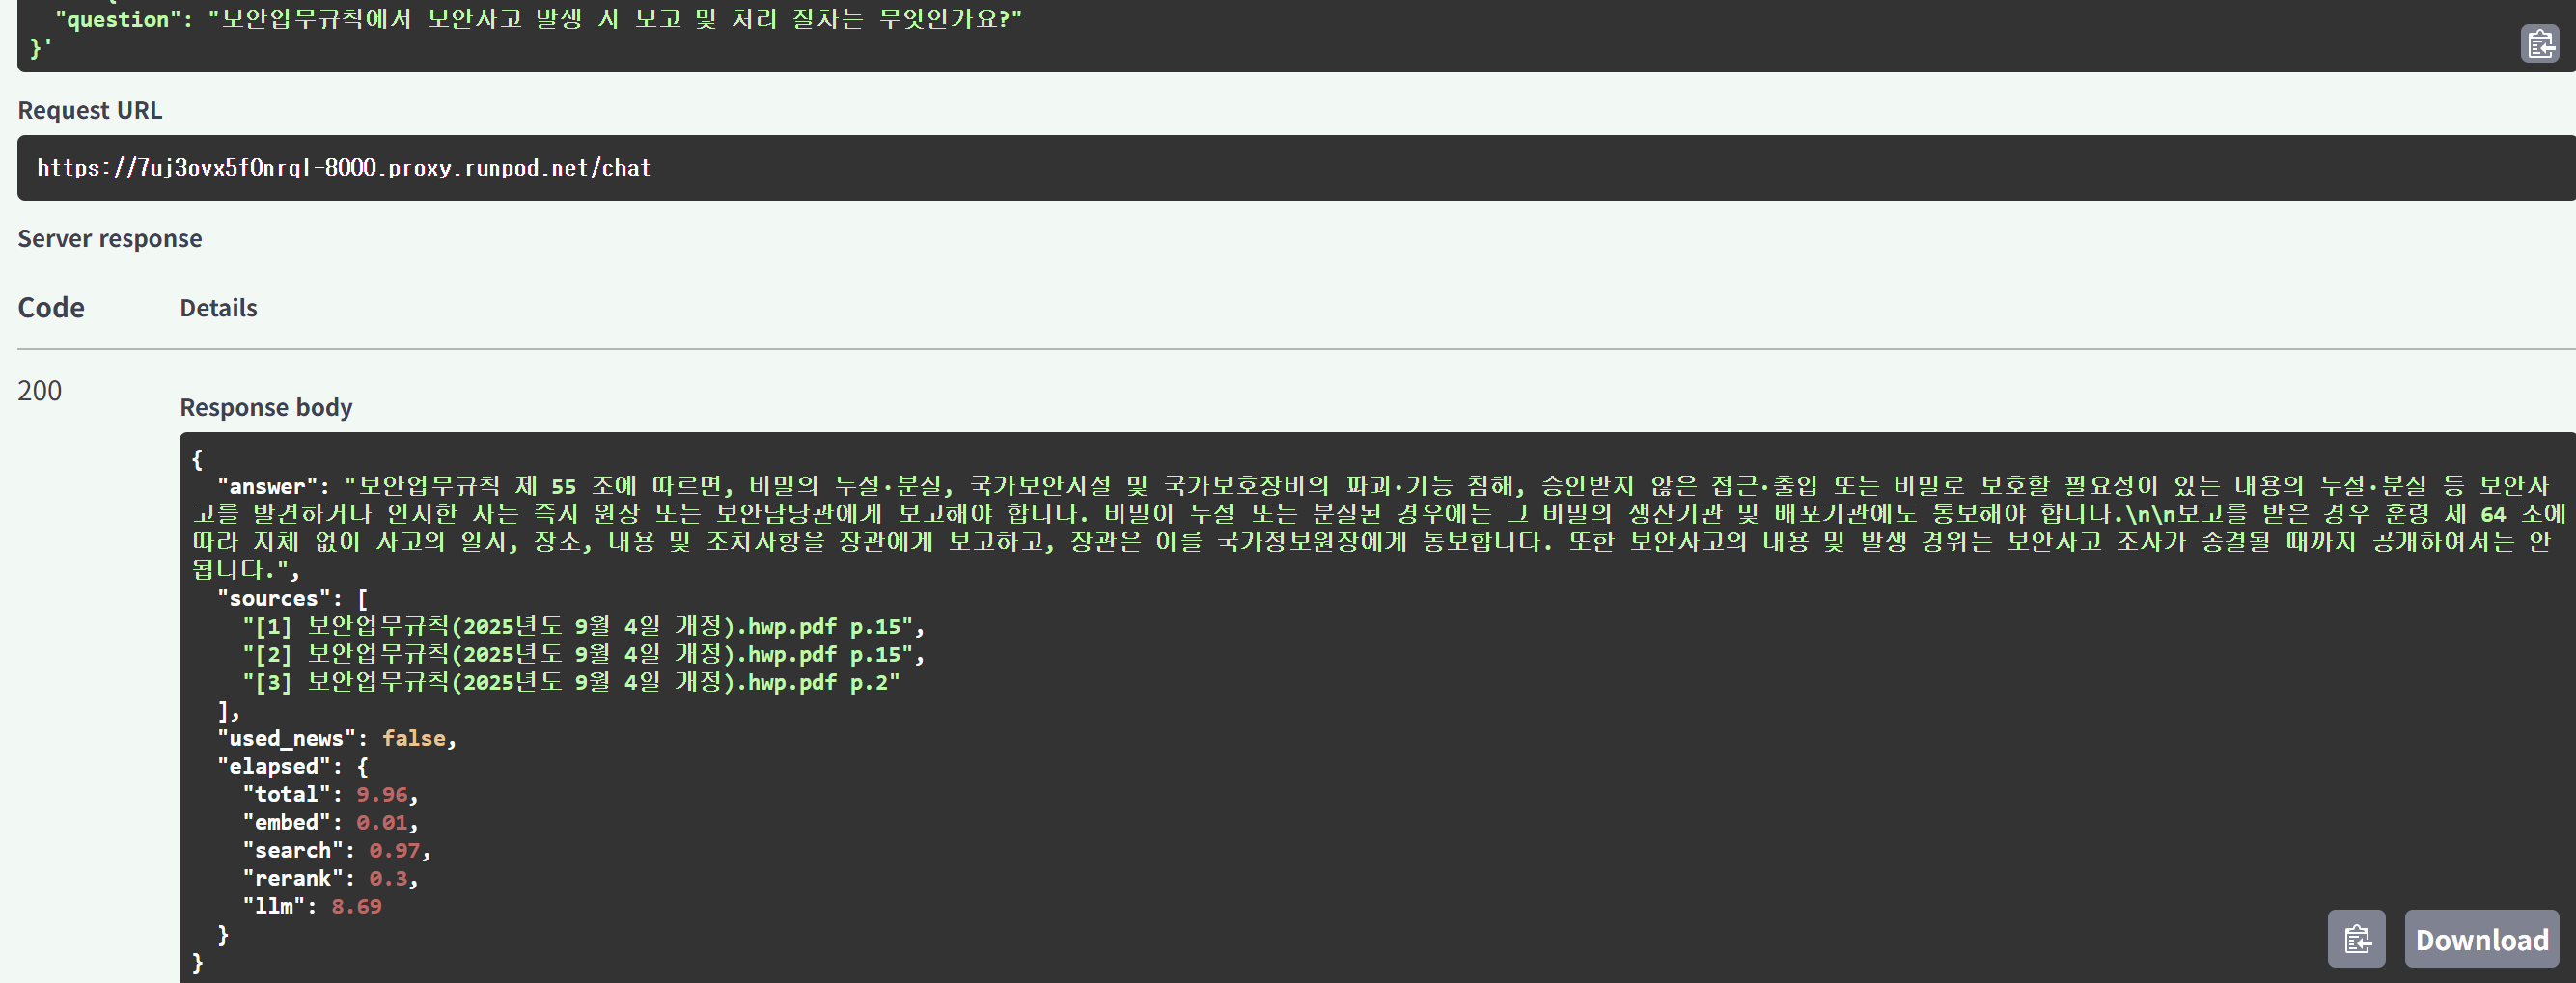 "question": "보안업무규칙에서 보안사고 발생 시 보고 및 처리 절차는 무엇인가요?"
}'
Request URL
https://7uj3ovx5f0nrql-8000.proxy.runpod.net/chat
Server response
Code Details
200
Response body
{
"answer": "보안업무규칙 제 55 조에 따르면, 비밀의 누설·분실, 국가보안시설 및 국가보호장비의 파괴·기능 침해, 승인받지 않은 접근·출입 또는 비밀로 보호할 필요성이 있는 내용의 누설·분실 등 보안사
고를 발견하거나 인지한 자는 즉시 원장 또는 보안담당관에게 보고해야 합니다. 비밀이 누설 또는 분실된 경우에는 그 비밀의 생산기관 및 배포기관에도 통보해야 합니다.\n\n보고를 받은 경우 훈령 제 64 조에
따라 지체 없이 사고의 일시, 장소, 내용 및 조치사항을 장관에게 보고하고, 장관은 이를 국가정보원장에게 통보합니다. 또한 보안사고의 내용 및 발생 경위는 보안사고 조사가 종결될 때까지 공개하여서는 안
됩니다.",
"sources": [
"[1] 보안업무규칙(2025년도 9월 4일 개정).hwp.pdf p.15",
"[2] 보안업무규칙(2025년도 9월 4일 개정).hwp.pdf p.15",
"[3] 보안업무규칙(2025년도 9월 4일 개정).hwp.pdf p.2"
],
"used_news": false,
"elapsed": {
"total": 9.96,
"embed": 0.01,
"search": 0.97,
"rerank": 0.3,
"llm": 8.69
}
}
Download